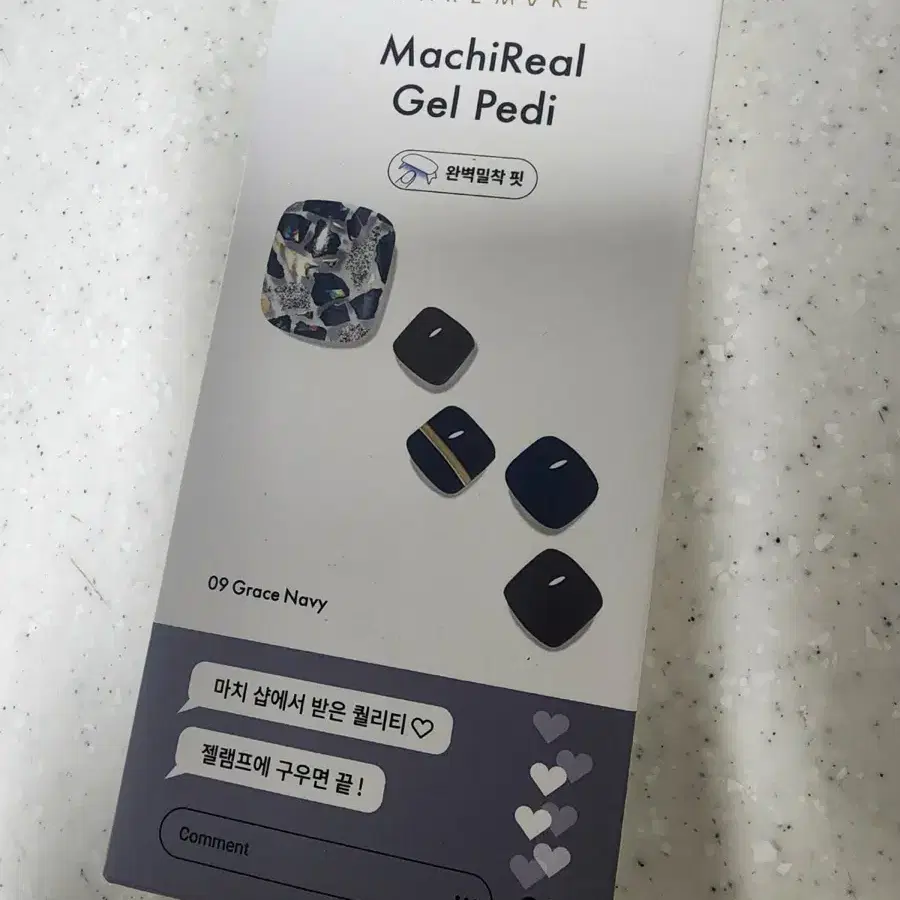 MachiReal
Gel Pedi
완벽밀착 핏
09 Grace Navy
마치 샵에서 받은 퀄리티♡
젤램프에 구우면 끝!
Comment